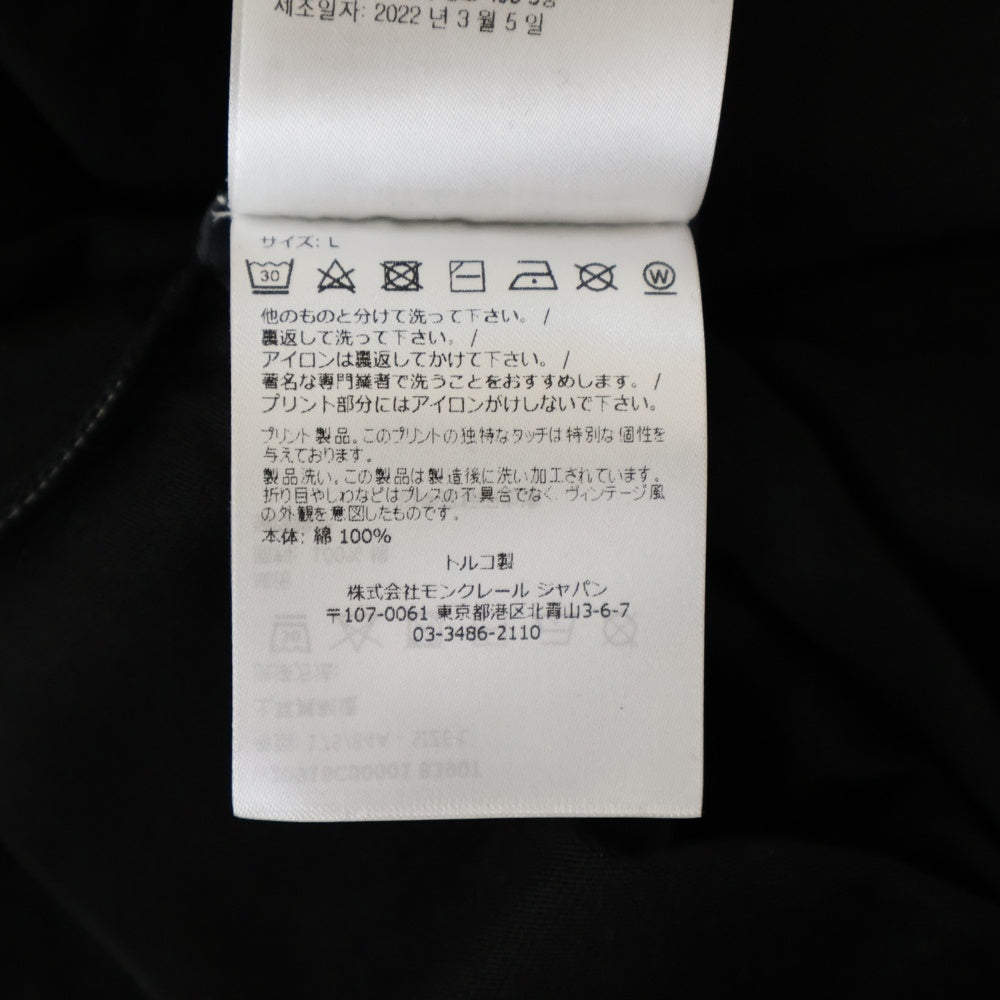 제조일자: 2022 년 3 월 5 일
サイズ: L
30
W
他のものと分けて洗って下さい。 /
裏返して洗って下さい。 /
アイロンは裏返してかけて下さい。 /
著名な専門業者で洗うことをおすすめします。 /
プリント部分にはアイロンがけしないで下さい。
プリント製品。このプリントの独特なタッチは特別な個性を
与えております。
製品洗い。この製品は製造後に洗い加工されています。
折り目やしわなどはプレスの不具合でなく、ヴィンテージ風
の外観を意図したものです。
本体: 綿 100%
トルコ製
株式会社モンクレール ジャパン
〒107-0061 東京都港区北青山3-6-7
03-3486-2110